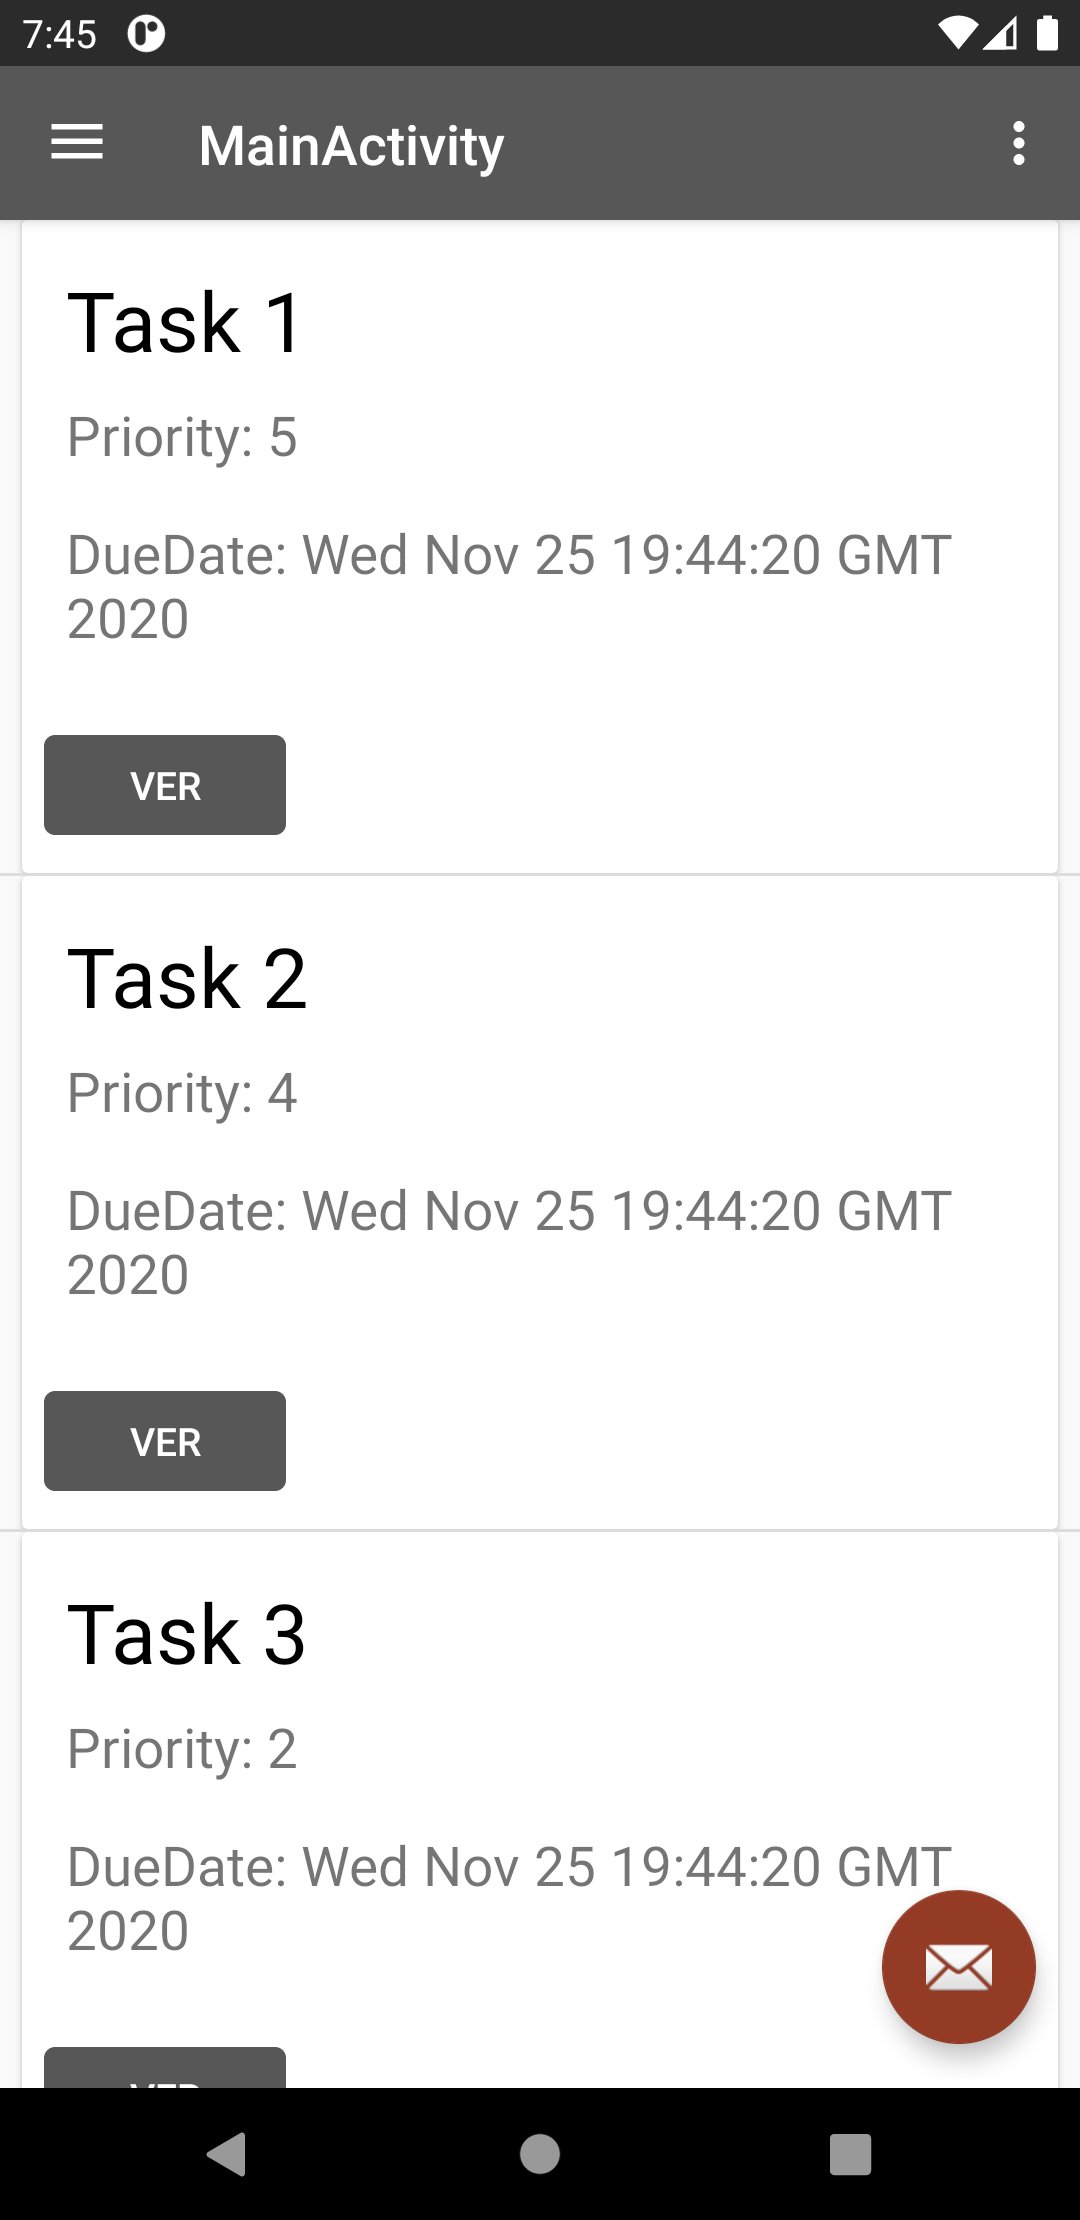 7:45
MainActivity
Task 1
Priority: 5
DueDate: Wed Nov 25 19:44:20 GMT
2020
VER
Task 2
Priority: 4
DueDate: Wed Nov 25 19:44:20 GMT
2020
VER
Task 3
Priority: 2
DueDate: Wed Nov 25 19:44:20 GMT
2020
VER